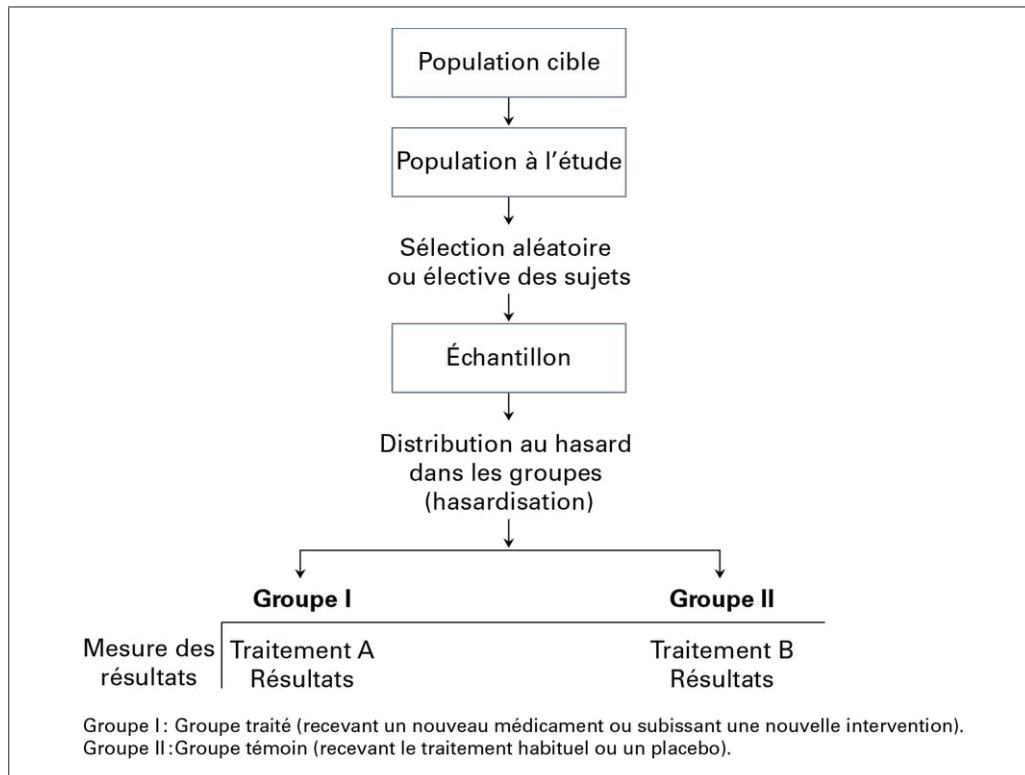 Population cible
Population à l’étude
Sélection aléatoire
ou élective des sujets
Échantillon
Distribution au hasard
dans les groupes
(hasardisation)
Groupe I
Groupe II
Mesure des
résultats
Traitement A
Résultats
Traitement B
Résultats
Groupe I : Groupe traité (recevant un nouveau médicament ou subissant une nouvelle intervention).
Groupe II : Groupe témoin (recevant le traitement habituel ou un placebo).